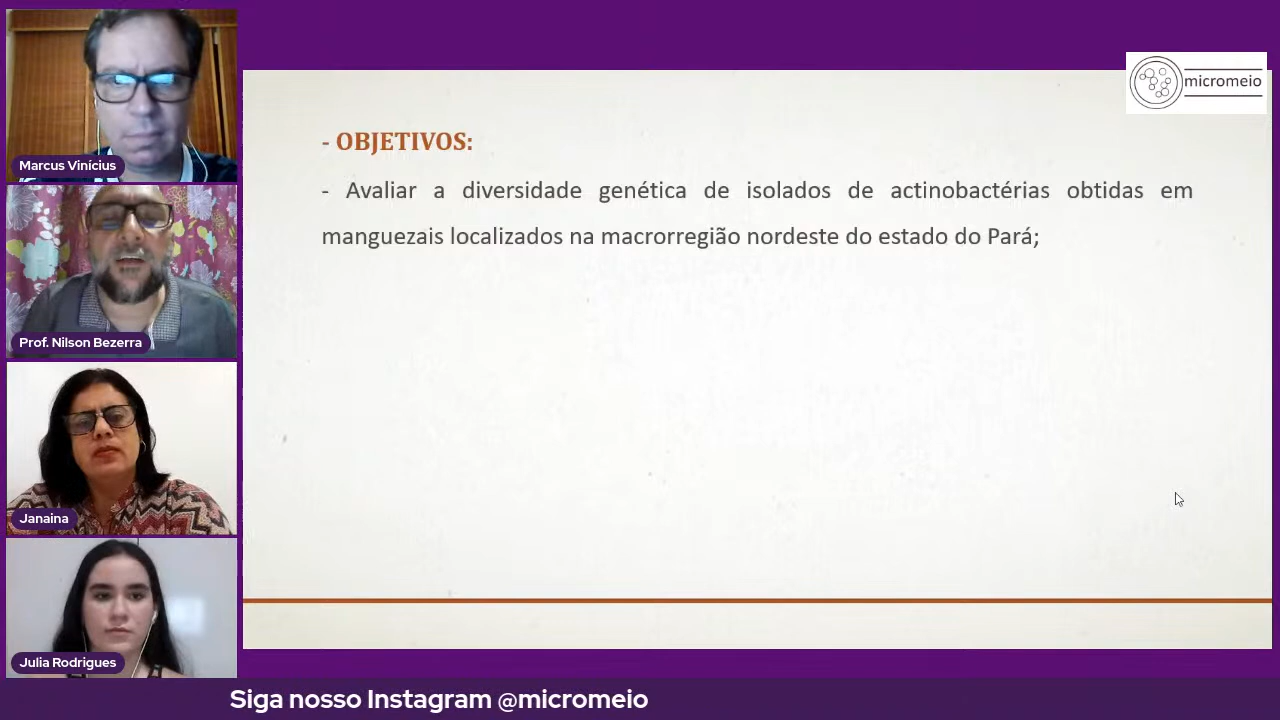 Marcus Vinícius
Prof. Nilson Bezerra
Janaina
Julia Rodrigues
micromeio
- OBJETIVOS:
- Avaliar a diversidade genética de isolados de actinobactérias obtidas em
manguezais localizados na macrorregião nordeste do estado do Pará;
Siga nosso Instagram @micromeio